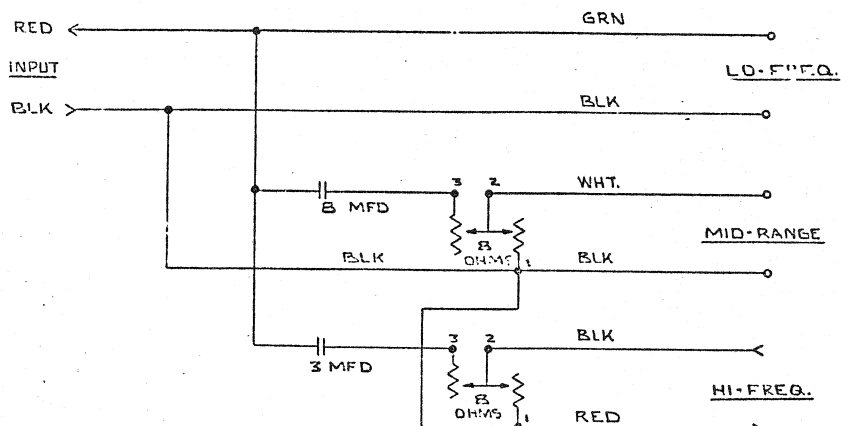 RED
GRN
INPUT
BLK
BLK
3 2
WHT.
8 MFD
MID-RANGE
8
OHMS
BLK
1
BLK
3 2
BLK
3 MFD
8
OHMS
HI-FREQ.
1
RED